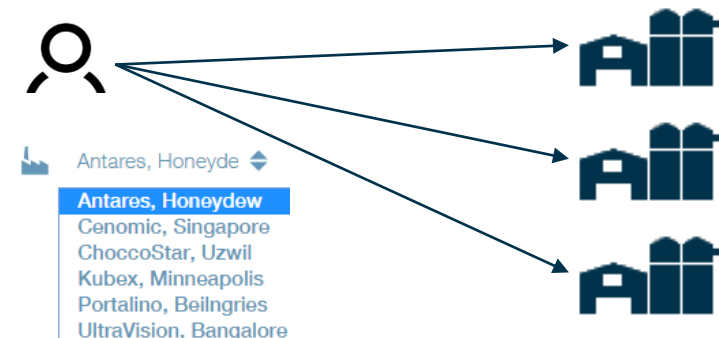 Antares, Honeyde
Antares, Honeydew
Cenomic, Singapore
ChoccoStar, Uzwil
Kubex, Minneapolis
Portalino, Beilngries
UltraVision, Bangalore